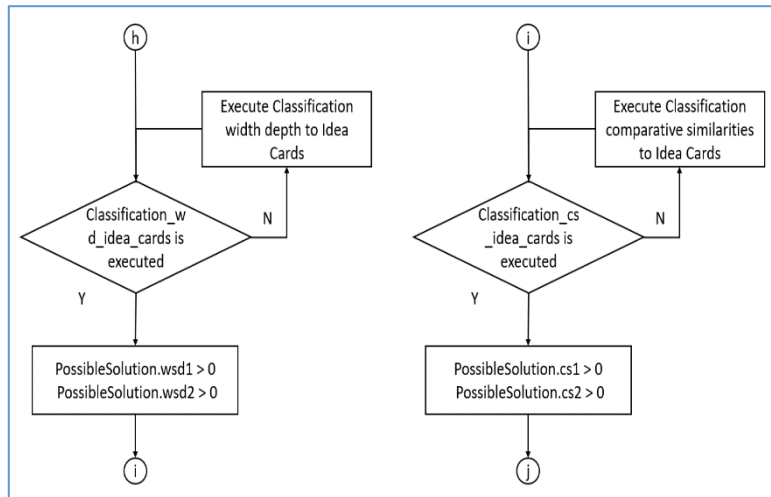 h
Execute Classification
width depth to Idea
Cards
Classification_w
d_idea_cards is
executed
N
Y
PossibleSolution.wsd1 > 0
PossibleSolution.wsd2 > 0
i
i
Execute Classification
comparative similarities
to Idea Cards
Classification_cs
_idea_cards is
executed
N
Y
PossibleSolution.cs1 > 0
PossibleSolution.cs2 > 0
j